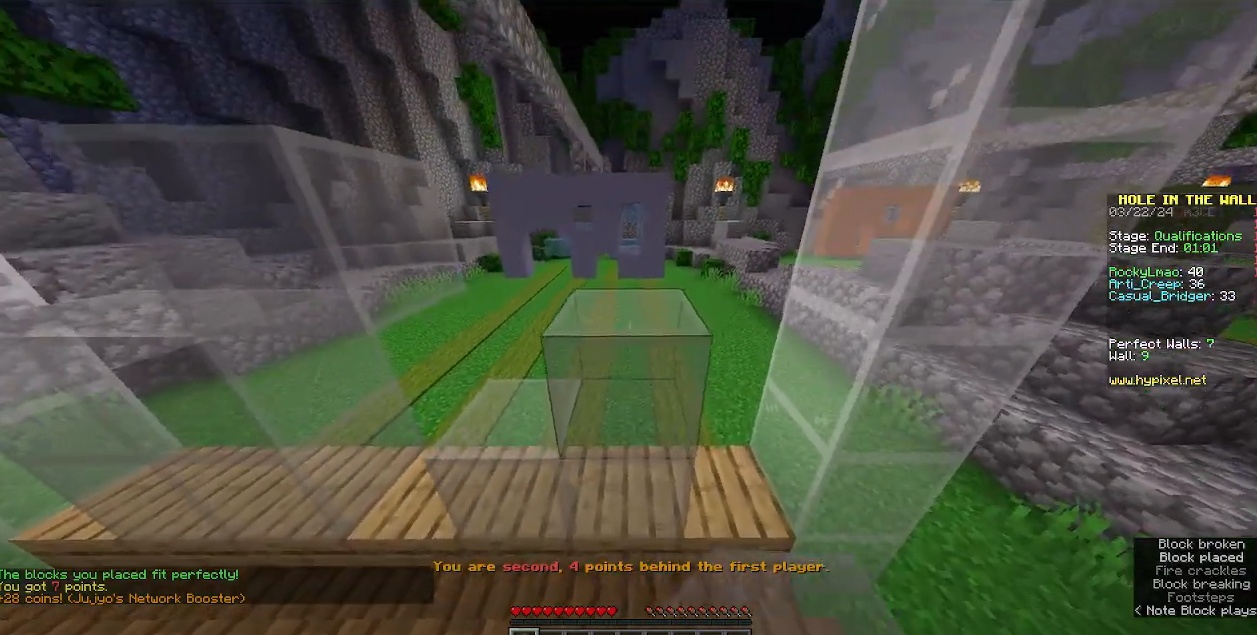 HOLE IN THE WALL
03/22/24
Stage: Qualifications
Stage End: 01:01
RockyLmao: 40
Arti_Creep: 36
Casual_Bridger: 33
Perfect Walls: 7
Wall: 9
www.hypixel.net
You are second, 4 points behind the first player.
The blocks you placed fit perfectly!
You got 7 points.
+28 coins! (Jujyo's Network Booster)
Block broken
Block placed
Fire crackles
Block breaking
Footsteps
< Note Block plays